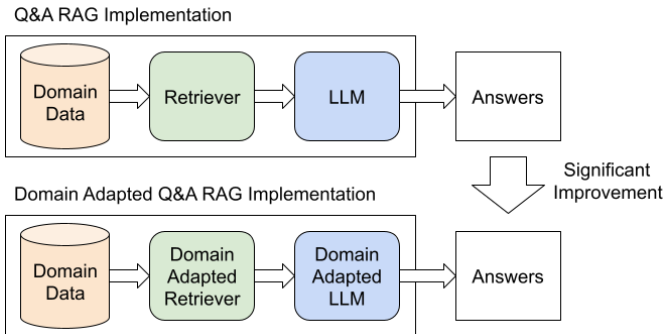 Q&A RAG Implementation
Domain
Data
Retriever
LLM
Answers
Significant
Improvement
Domain Adapted Q&A RAG Implementation
Domain
Data
Domain
Adapted
Retriever
Domain
Adapted
LLM
Answers